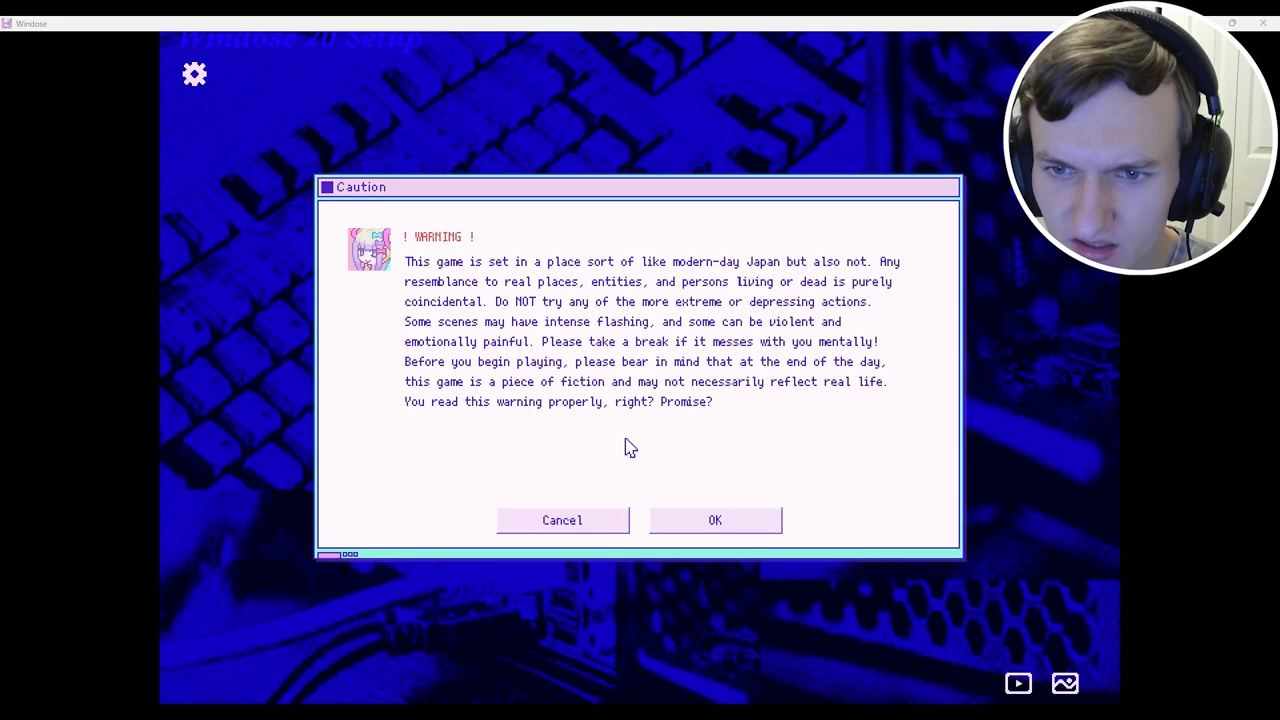 Windose
Windose 20 Setup
Caution
! WARNING !
This game is set in a place sort of like modern-day Japan but also not. Any
resemblance to real places, entities, and persons living or dead is purely
coincidental. Do NOT try any of the more extreme or depressing actions.
Some scenes may have intense flashing, and some can be violent and
emotionally painful. Please take a break if it messes with you mentally!
Before you begin playing, please bear in mind that at the end of the day,
this game is a piece of fiction and may not necessarily reflect real life.
You read this warning properly, right? Promise?
Cancel
OK